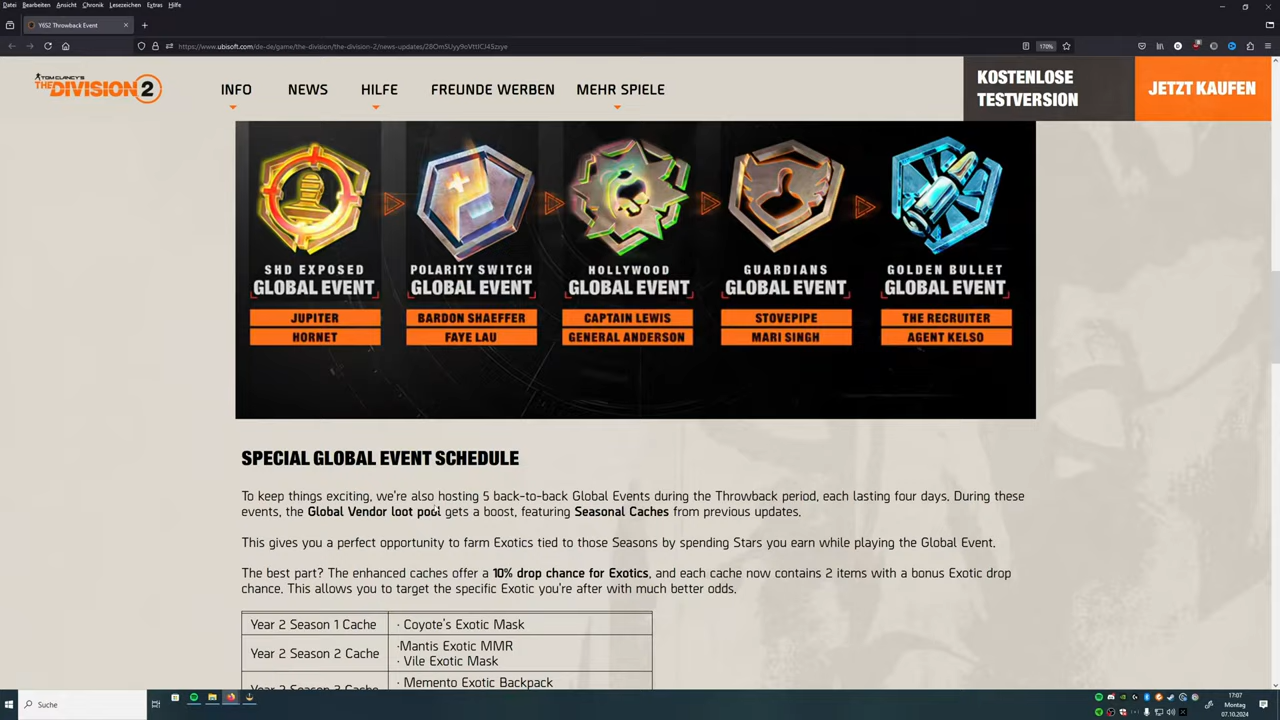 Datei Bearbeiten Ansicht Chronik Lesezeichen Extras Hilfe
Y6S2 Throwback Event
170%
TOM CLANCY'S
THE DIVISION 2
INFO NEWS HILFE FREUNDE WERBEN MEHR SPIELE
KOSTENLOSE
TESTVERSION
JETZT KAUFEN
SHD EXPOSED POLARITY SWITCH HOLLYWOOD GUARDIANS GOLDEN BULLET
GLOBAL EVENT GLOBAL EVENT GLOBAL EVENT GLOBAL EVENT GLOBAL EVENT
JUPITER BARDON SHAEFFER CAPTAIN LEWIS STOVEPIPE THE RECRUITER
HORNET FAYE LAU GENERAL ANDERSON MARI SINGH AGENT KELSO
SPECIAL GLOBAL EVENT SCHEDULE
To keep things exciting, we're also hosting 5 back-to-back Global Events during the Throwback period, each lasting four days. During these
events, the Global Vendor loot pool gets a boost, featuring Seasonal Caches from previous updates.
This gives you a perfect opportunity to farm Exotics tied to those Seasons by spending Stars you earn while playing the Global Event.
The best part? The enhanced caches offer a 10% drop chance for Exotics, and each cache now contains 2 items with a bonus Exotic drop
chance. This allows you to target the specific Exotic you're after with much better odds.
Year 2 Season 1 Cache · Coyote's Exotic Mask
Year 2 Season 2 Cache ·Mantis Exotic MMR
· Vile Exotic Mask
Year 2 Season 3 Cache · Memento Exotic Backpack
Suche
17:07
Montag
07.10.2024